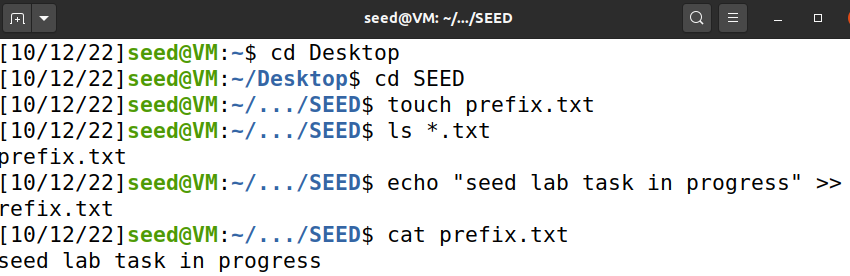 seed@VM: ~/.../SEED
[10/12/22]seed@VM:~$ cd Desktop
[10/12/22]seed@VM:~/Desktop$ cd SEED
[10/12/22]seed@VM:~/.../SEED$ touch prefix.txt
[10/12/22]seed@VM:~/.../SEED$ ls *.txt
prefix.txt
[10/12/22]seed@VM:~/.../SEED$ echo "seed lab task in progress" >>
refix.txt
[10/12/22]seed@VM:~/.../SEED$ cat prefix.txt
seed lab task in progress